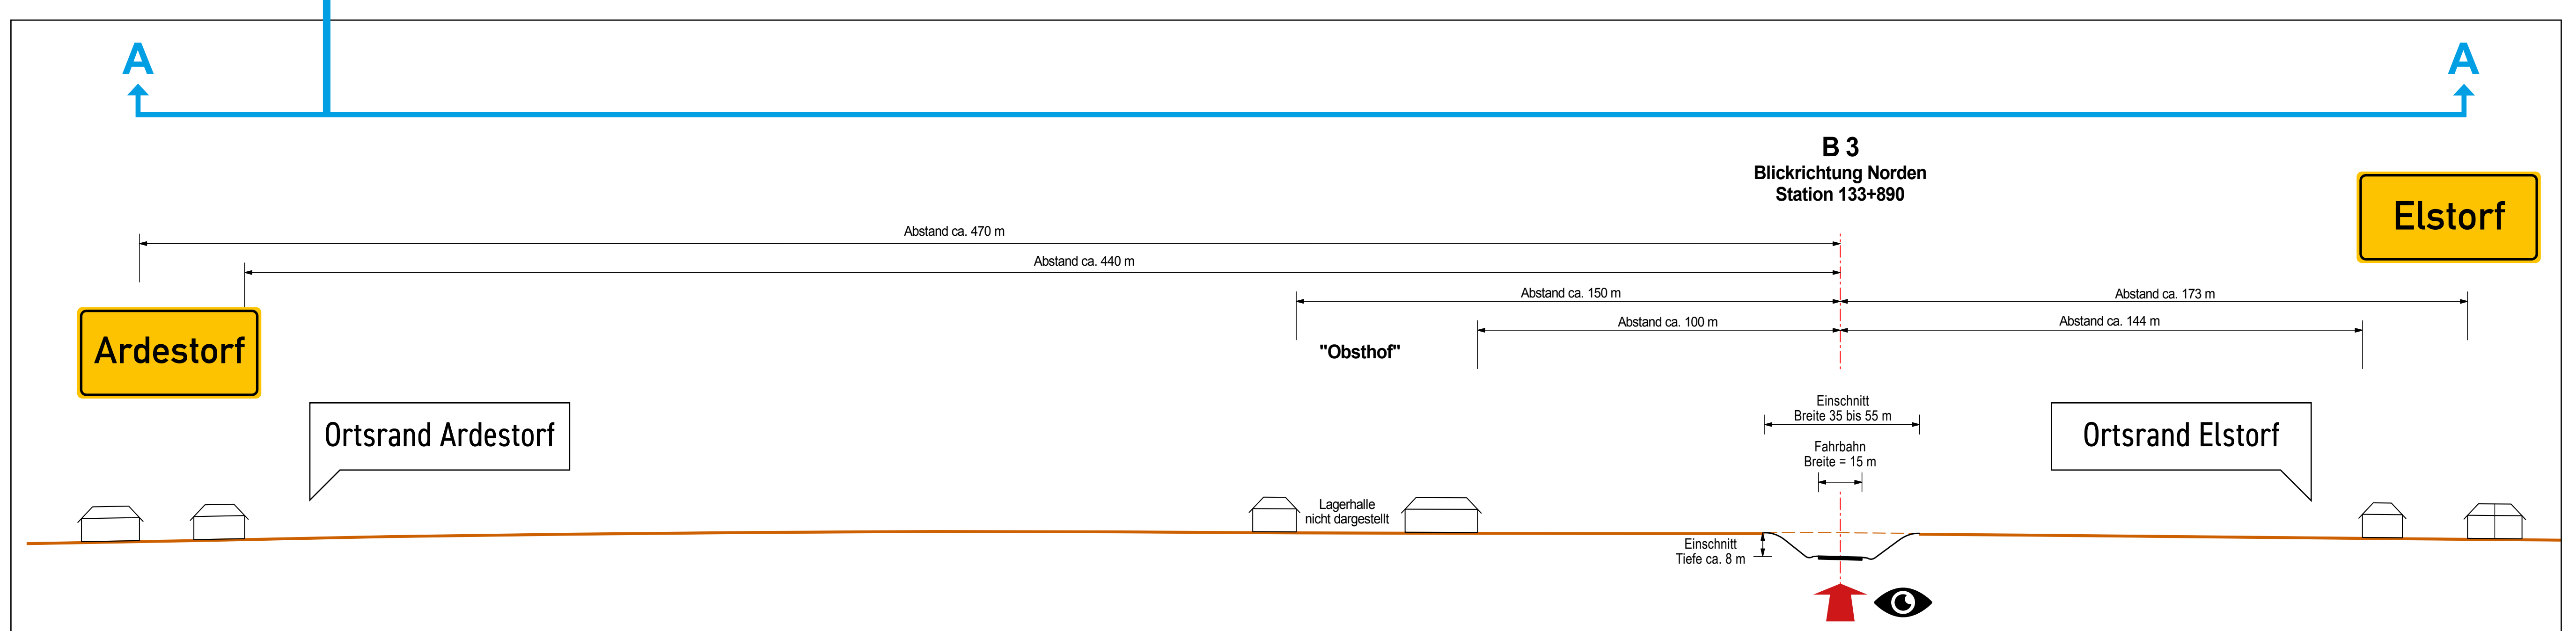 A
A
B 3
Blickrichtung Norden
Station 133+890
Elstorf
Abstand ca. 470 m
Abstand ca. 440 m
Abstand ca. 150 m
Abstand ca. 173 m
Abstand ca. 100 m
Abstand ca. 144 m
Ardestorf
"Obsthof"
Einschnitt
Breite 35 bis 55 m
Ortsrand Ardestorf
Ortsrand Elstorf
Fahrbahn
Breite = 15 m
Lagerhalle
nicht dargestellt
Einschnitt
Tiefe ca. 8 m